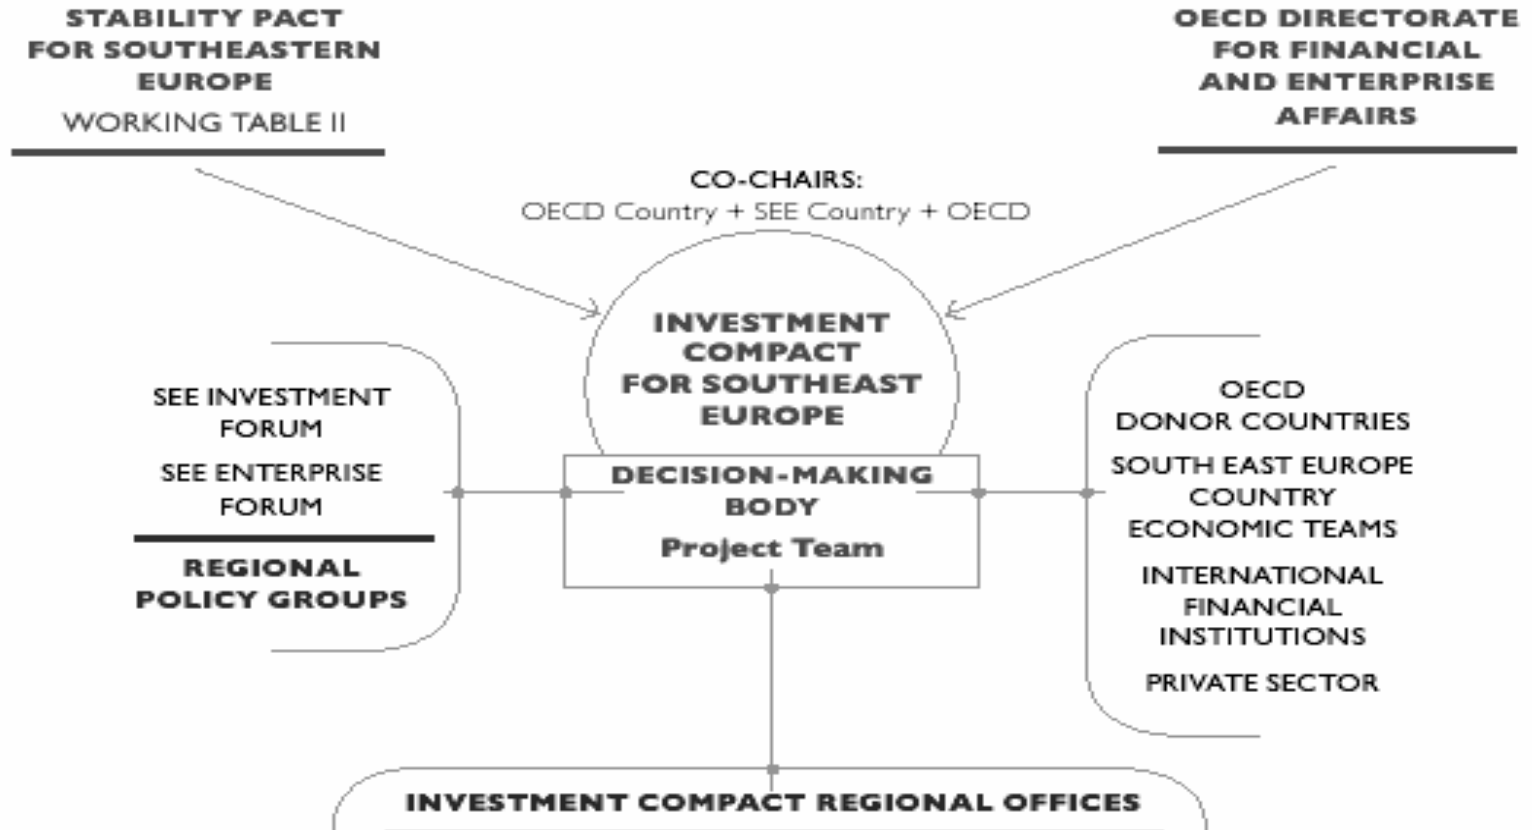 STABILITY PACT
FOR SOUTHEASTERN
EUROPE
WORKING TABLE II
OECD DIRECTORATE
FOR FINANCIAL
AND ENTERPRISE
AFFAIRS
CO-CHAIRS:
OECD Country + SEE Country + OECD
INVESTMENT
COMPACT
FOR SOUTHEAST
EUROPE
DECISION-MAKING
BODY
Project Team
SEE INVESTMENT
FORUM
SEE ENTERPRISE
FORUM
REGIONAL
POLICY GROUPS
OECD
DONOR COUNTRIES
SOUTH EAST EUROPE
COUNTRY
ECONOMIC TEAMS
INTERNATIONAL
FINANCIAL
INSTITUTIONS
PRIVATE SECTOR
INVESTMENT COMPACT REGIONAL OFFICES